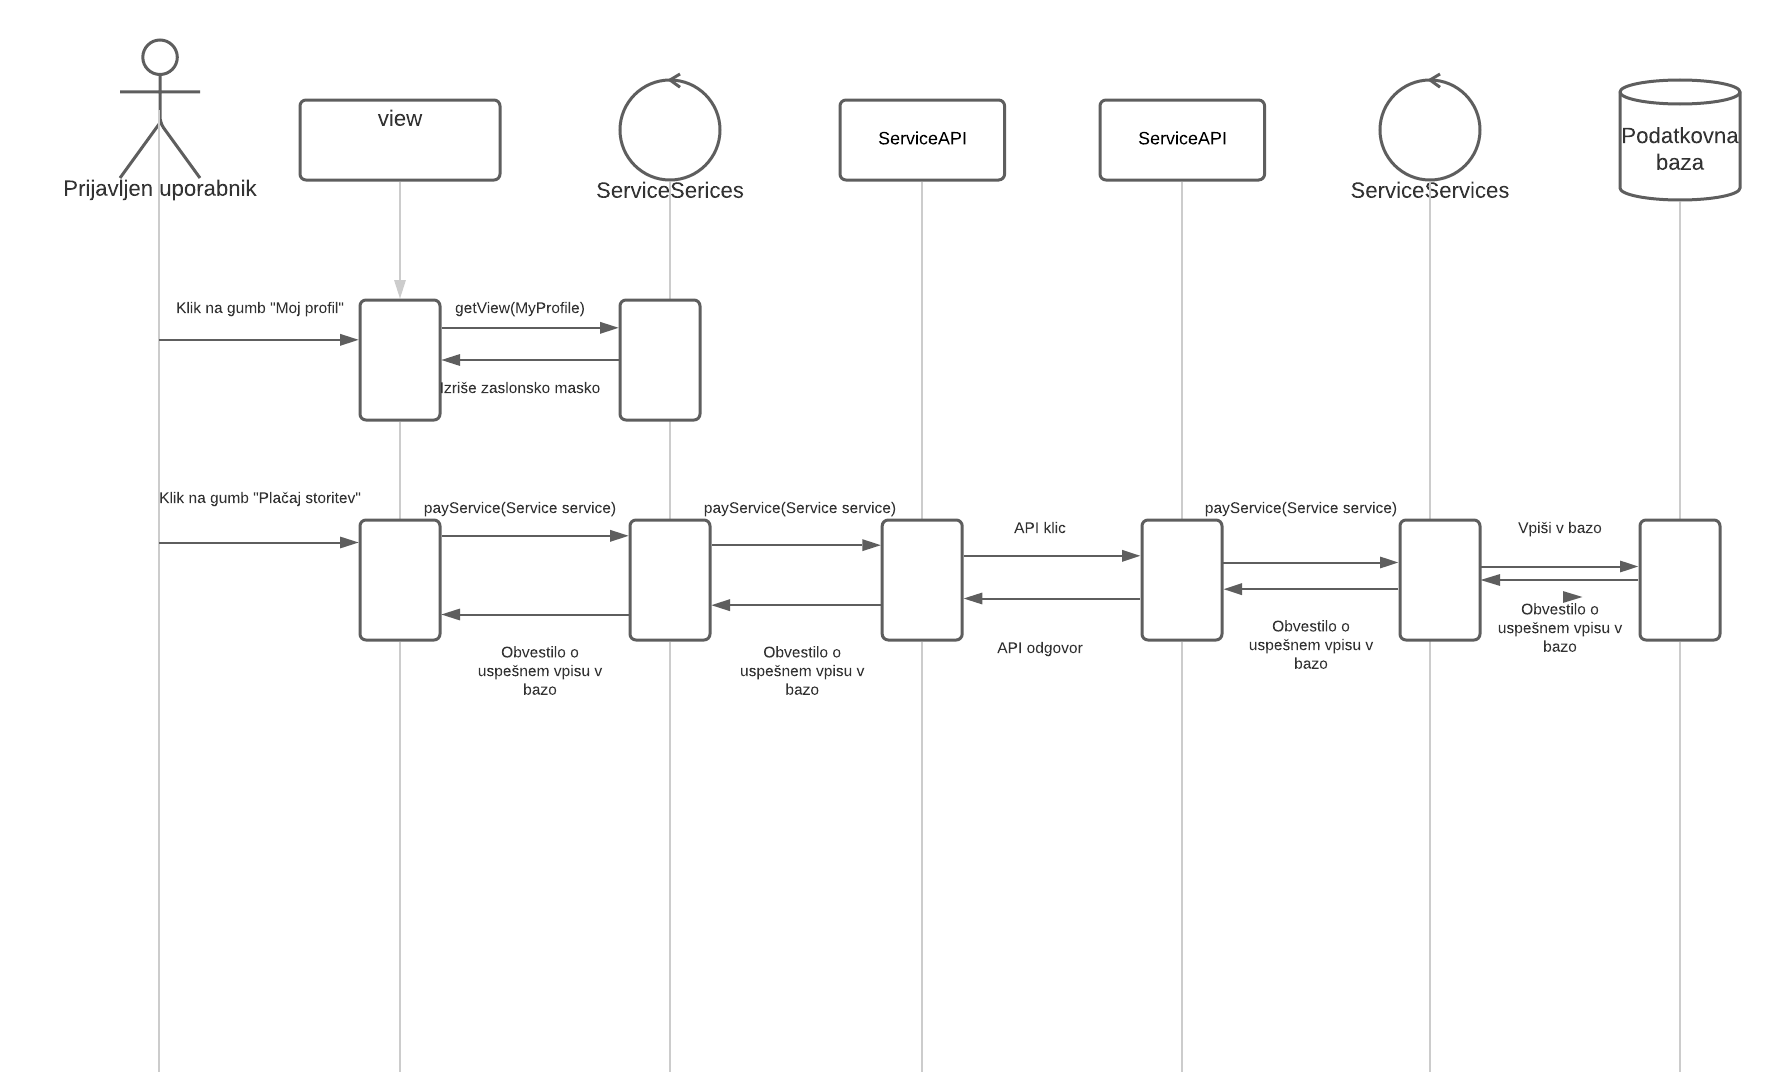 Prijavljen uporabnik
view
ServiceSerices
ServiceAPI
ServiceAPI
ServiceServices
Podatkovna
baza
Klik na gumb "Moj profil"
getView(MyProfile)
Izriše zaslonsko masko
Klik na gumb "Plačaj storitev"
payService(Service service)
payService(Service service)
API klic
payService(Service service)
Vpiši v bazo
Obvestilo o
uspešnem vpisu v
bazo
Obvestilo o
uspešnem vpisu v
bazo
API odgovor
Obvestilo o
uspešnem vpisu v
bazo
Obvestilo o
uspešnem vpisu v
bazo